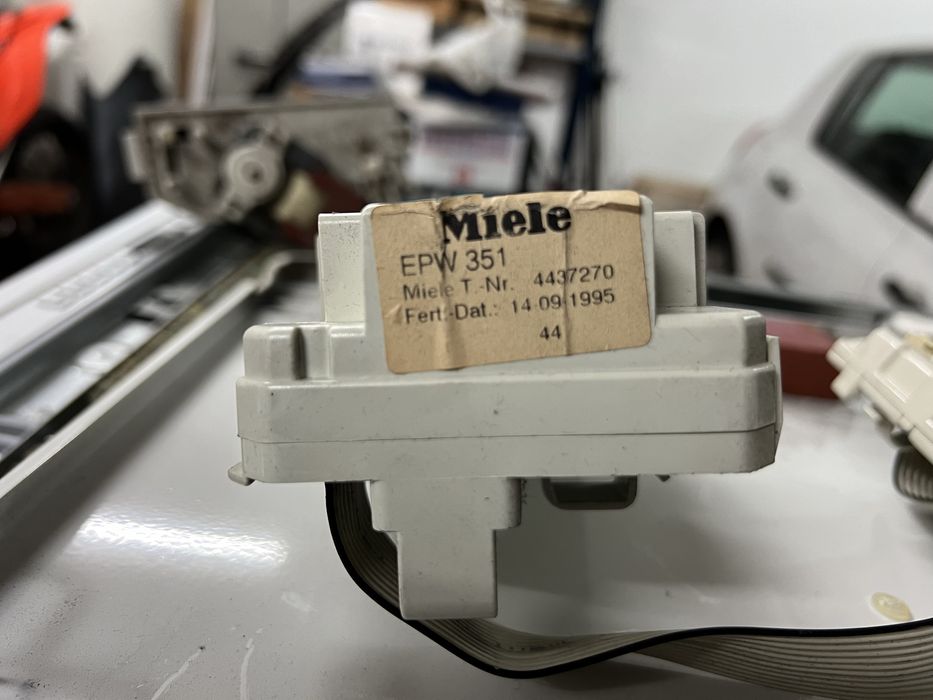 Miele
EPW 351
Miele T.-Nr. 4437270
Fert.-Dat.: 14 09 1995
44